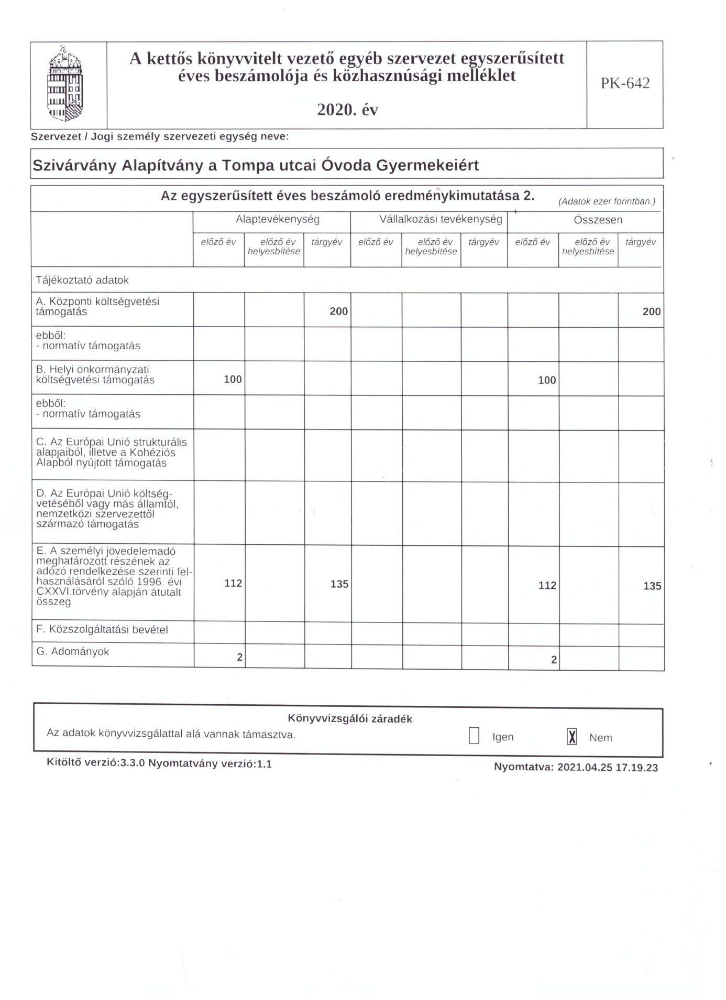 A kettős könyvvitelt vezető egyéb szervezet egyszerűsített
éves beszámolója és közhasznúsági melléklet
2020. év
PK-642
Szervezet / Jogi személy szervezeti egység neve:
Szivárvány Alapítvány a Tompa utcai Óvoda Gyermekeiért
Az egyszerűsített éves beszámoló eredménykimutatása 2. (Adatok ezer forintban.)
Alaptevékenység Vállalkozási tevékenység Összesen
előző év előző év helyesbítése tárgyév előző év előző év helyesbítése tárgyév előző év előző év helyesbítése tárgyév
Tájékoztató adatok
A. Központi költségvetési
támogatás 200 200
ebből:
- normatív támogatás
B. Helyi önkormányzati
költségvetési támogatás 100 100
ebből:
- normatív támogatás
C. Az Európai Unió strukturális
alapjaiból, illetve a Kohéziós
Alapból nyújtott támogatás
D. Az Európai Unió költség-
vetéséből vagy más államtól,
nemzetközi szervezettől
származó támogatás
E. A személyi jövedelemadó
meghatározott részének az
adózó rendelkezése szerinti fel-
használásáról szóló 1996. évi 112 135 112 135
CXXVI.törvény alapján átutalt
összeg
F. Közszolgáltatási bevétel
G. Adományok 2 2
Könyvvizsgálói záradék
Az adatok könyvvizsgálattal alá vannak támasztva. Igen X Nem
Kitöltő verzió:3.3.0 Nyomtatvány verzió:1.1 Nyomtatva: 2021.04.25 17.19.23